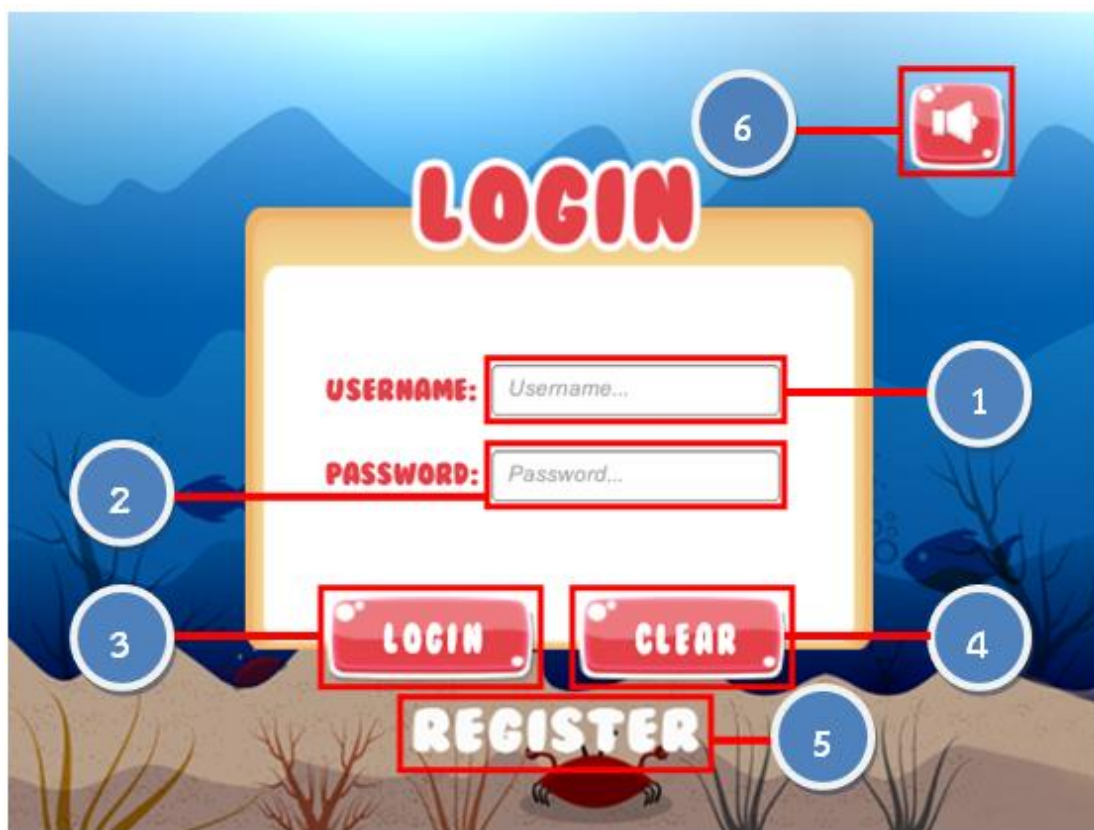 6
LOGIN
USERNAME: Username... 1
PASSWORD: Password...
2
3 LOGIN CLEAR 4
REGISTER 5